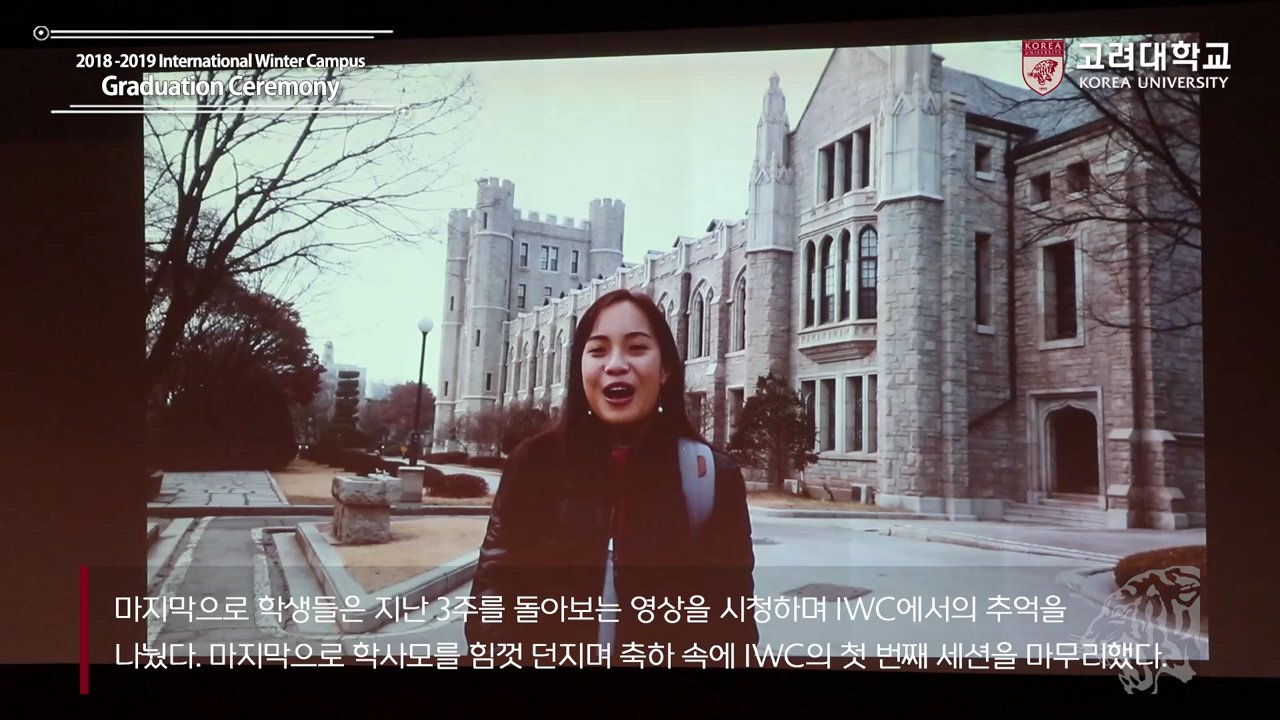 2018 -2019 International Winter Campus
Graduation Ceremony
KOREA
UNIVERSITY
고려대학교
KOREA UNIVERSITY
마지막으로 학생들은 지난 3주를 돌아보는 영상을 시청하며 IWC에서의 추억을
나눴다. 마지막으로 학사모를 힘껏 던지며 축하 속에 IWC의 첫 번째 세션을 마무리했다.